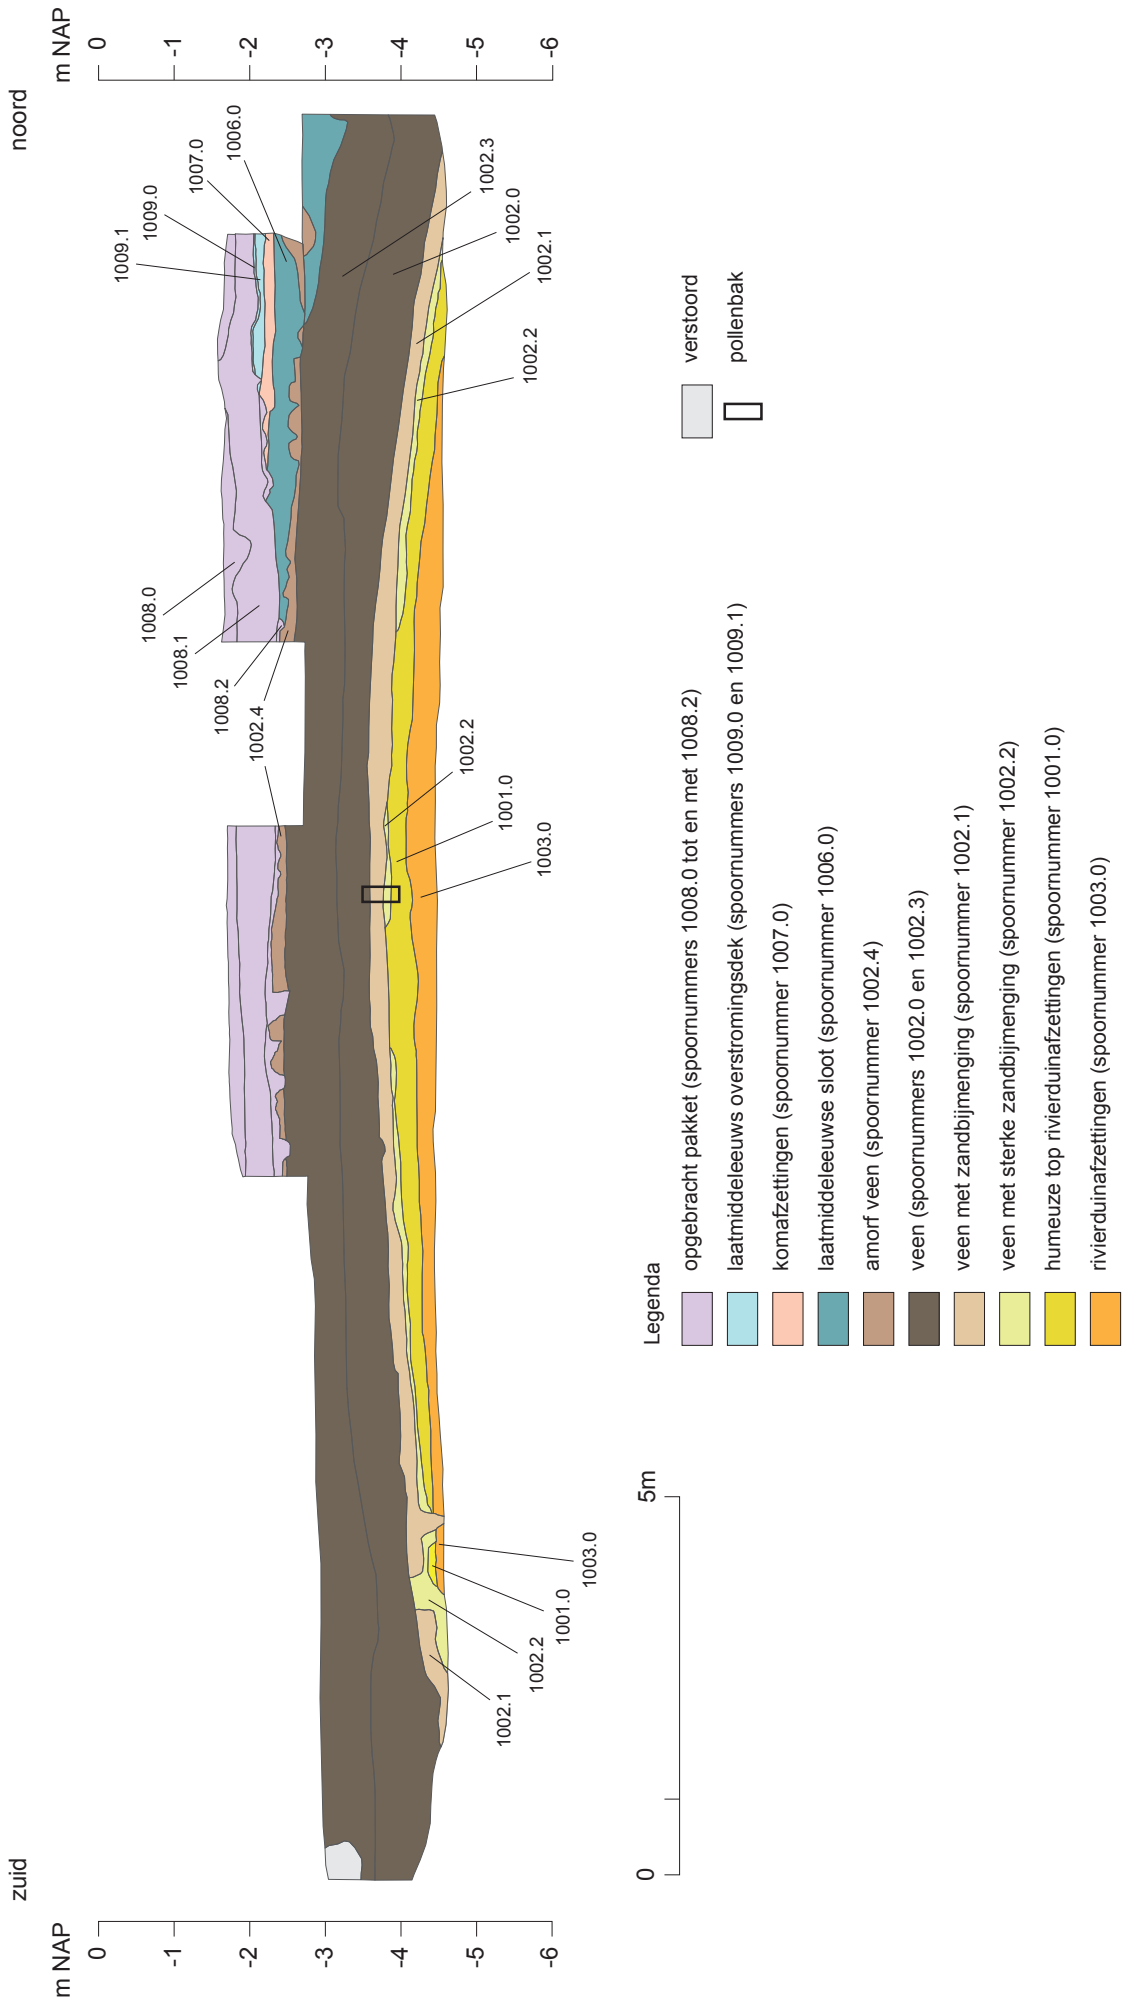 zuid
noord
m NAP
0
-1
-2
-3
-4
-5
-6
m NAP
0
-1
-2
-3
-4
-5
-6
1009.1
1009.0
1007.0
1006.0
1008.0
1008.1
1008.2
1002.4
1002.3
1002.0
1002.1
1002.2
1002.2
1001.0
1003.0
1003.0
1001.0
1002.2
1002.1
0
5m
Legenda
opgebracht pakket (spoornummers 1008.0 tot en met 1008.2)
laatmiddeleeuws overstromingsdek (spoornummers 1009.0 en 1009.1)
komafzettingen (spoornummer 1007.0)
laatmiddeleeuwse sloot (spoornummer 1006.0)
amorf veen (spoornummer 1002.4)
veen (spoornummers 1002.0 en 1002.3)
veen met zandbijmenging (spoornummer 1002.1)
veen met sterke zandbijmenging (spoornummer 1002.2)
humeuze top rivierduinafzettingen (spoornummer 1001.0)
rivierduinafzettingen (spoornummer 1003.0)
verstoord
pollenbak